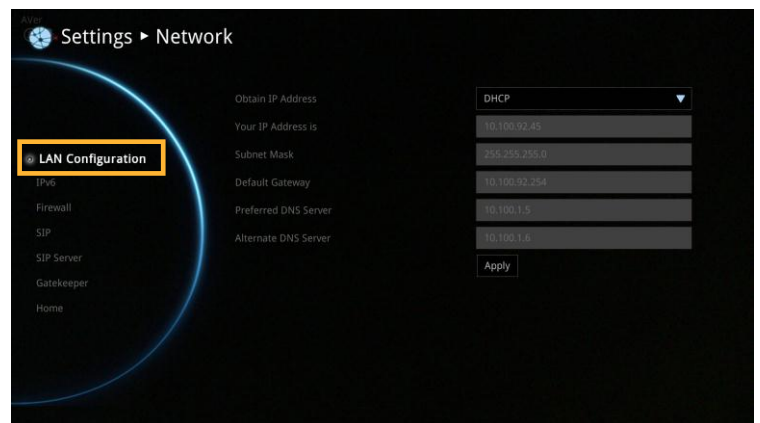 AVer
Settings ► Network
Obtain IP Address
DHCP
Your IP Address is
10.100.92.45
LAN Configuration
Subnet Mask
255.255.255.0
IPv6
Default Gateway
10.100.92.254
Firewall
Preferred DNS Server
10.100.1.5
SIP
Alternate DNS Server
10.100.1.6
SIP Server
Apply
Gatekeeper
Home